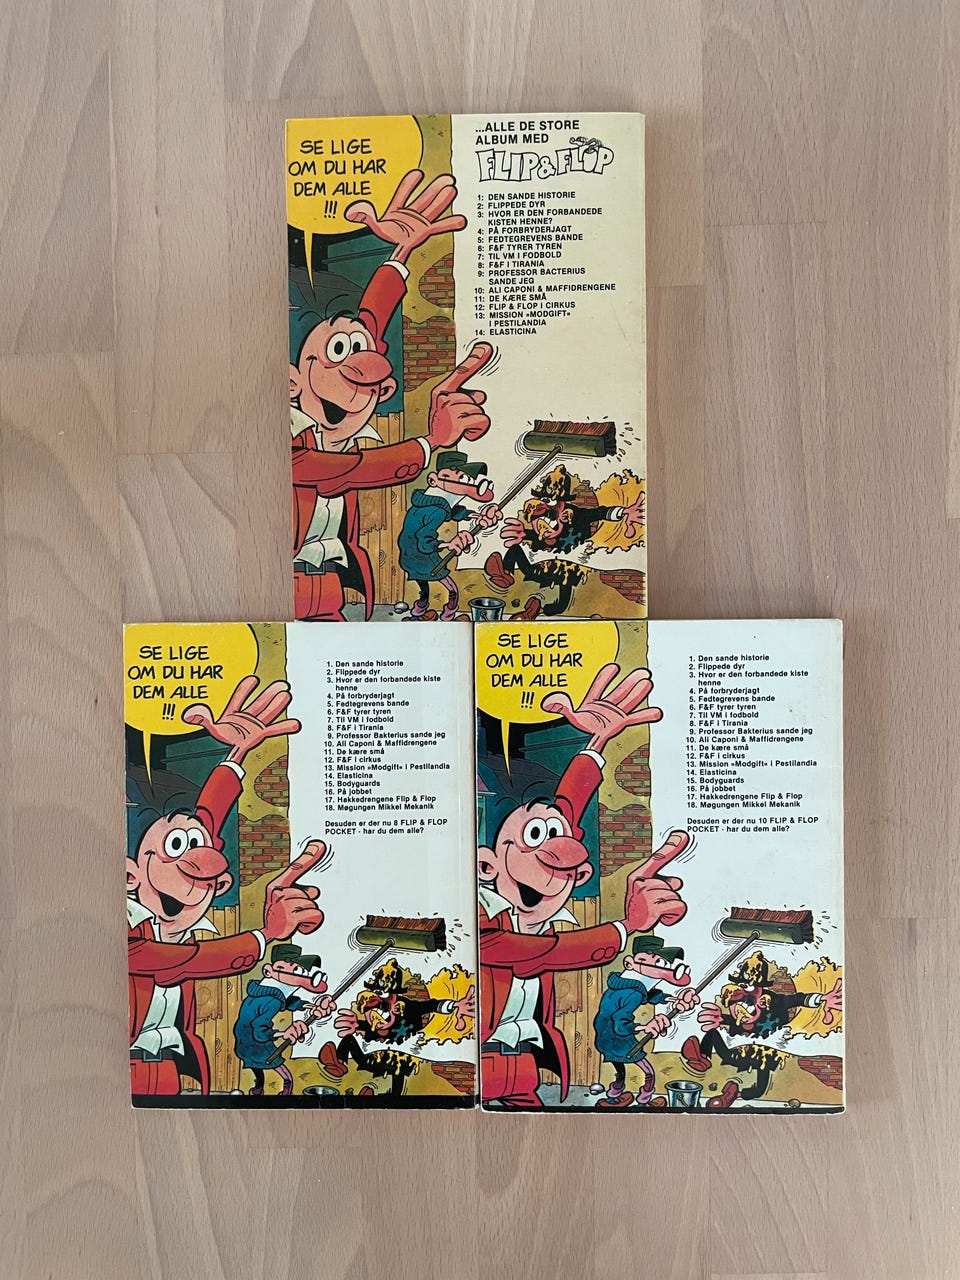 SE LIGE
OM DU HAR
DEM ALLE
!!!
...ALLE DE STORE
ALBUM MED
FLIP & FLOP
1: DEN SANDE HISTORIE
2: FLIPPEDE DYR
3: HVOR ER DEN FORBANDEDE
KISTEN HENNE?
4: PÅ FORBRYDERJAGT
5: FEDTEGREVENS BANDE
6: F&F TYRER TYREN
7: TIL VM I FODBOLD
8: F&F I TIRANIA
9: PROFESSOR BACTERIUS
SANDE JEG
10: ALI CAPONI & MAFFIDRENGENE
11: DE KÆRE SMÅ
12: FLIP & FLOP I CIRKUS
13: MISSION »MODGIFT«
I PESTILANDIA
14: ELASTICINA
SE LIGE
OM DU HAR
DEM ALLE
!!!
1. Den sande historie
2. Flippede dyr
3. Hvor er den forbandede kiste
henne
4. På forbryderjagt
5. Fedtegrevens bande
6. F&F tyrer tyren
7. Til VM i fodbold
8. F&F i Tirania
9. Professor Bakterius sande jeg
10. Ali Caponi & Maffidrengene
11. De kære små
12. F&F i cirkus
13. Mission »Modgift« i Pestilandia
14. Elasticina
15. Bodyguards
16. På jobbet
17. Hakkedrengene Flip & Flop
18. Møgungen Mikkel Mekanik
Desuden er der nu 8 FLIP & FLOP
POCKET - har du dem alle?
SE LIGE
OM DU HAR
DEM ALLE
!!!
1. Den sande historie
2. Flippede dyr
3. Hvor er den forbandede kiste
henne
4. På forbryderjagt
5. Fedtegrevens bande
6. F&F tyrer tyren
7. Til VM i fodbold
8. F&F i Tirania
9. Professor Bakterius sande jeg
10. Ali Caponi & Maffidrengene
11. De kære små
12. F&F i cirkus
13. Mission »Modgift« i Pestilandia
14. Elasticina
15. Bodyguards
16. På jobbet
17. Hakkedrengene Flip & Flop
18. Møgungen Mikkel Mekanik
Desuden er der nu 10 FLIP & FLOP
POCKET - har du dem alle?